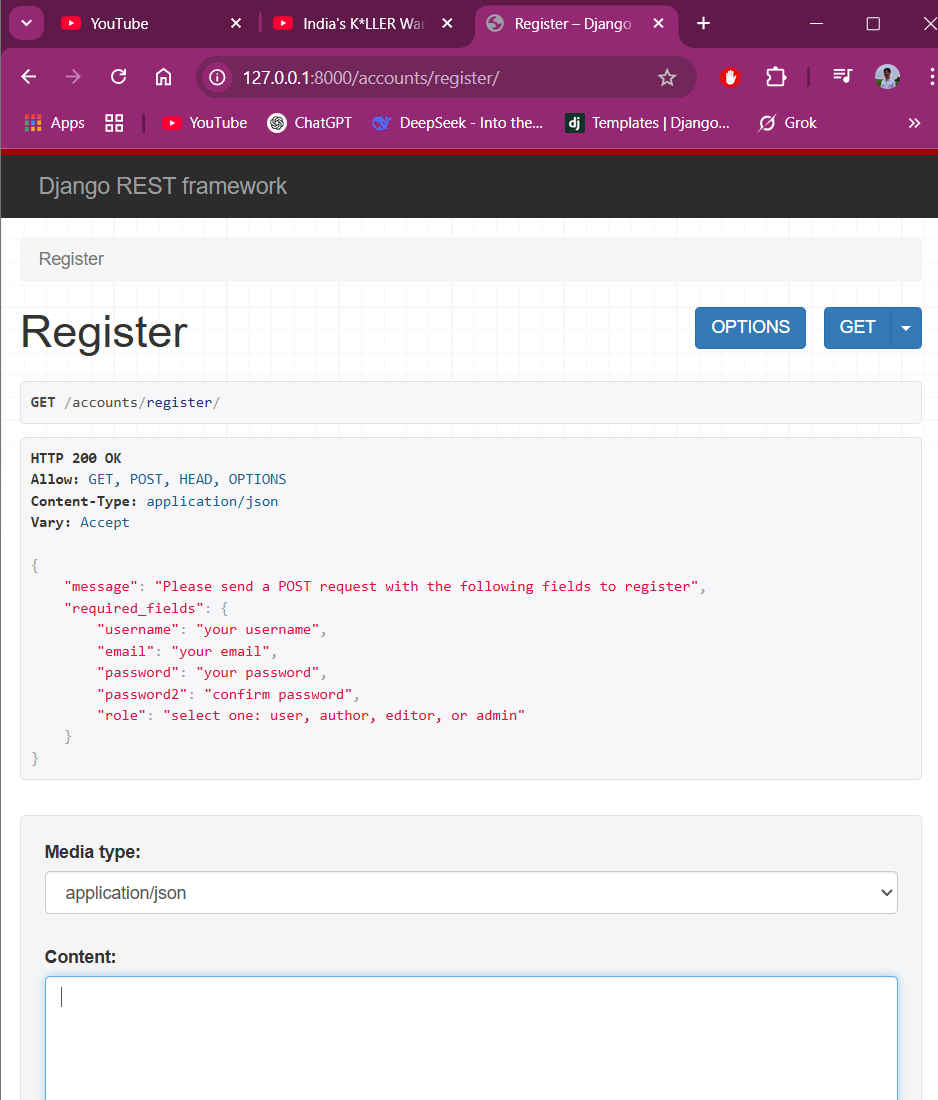 YouTube
India's K*LLER War
Register – Django
127.0.0.1:8000/accounts/register/
Apps
YouTube
ChatGPT
DeepSeek - Into the...
dj
Templates | Django...
Grok
Django REST framework
Register
Register
OPTIONS
GET
GET /accounts/register/
HTTP 200 OK
Allow: GET, POST, HEAD, OPTIONS
Content-Type: application/json
Vary: Accept
{
    "message": "Please send a POST request with the following fields to register",
    "required_fields": {
        "username": "your username",
        "email": "your email",
        "password": "your password",
        "password2": "confirm password",
        "role": "select one: user, author, editor, or admin"
    }
}
Media type:
application/json
Content: